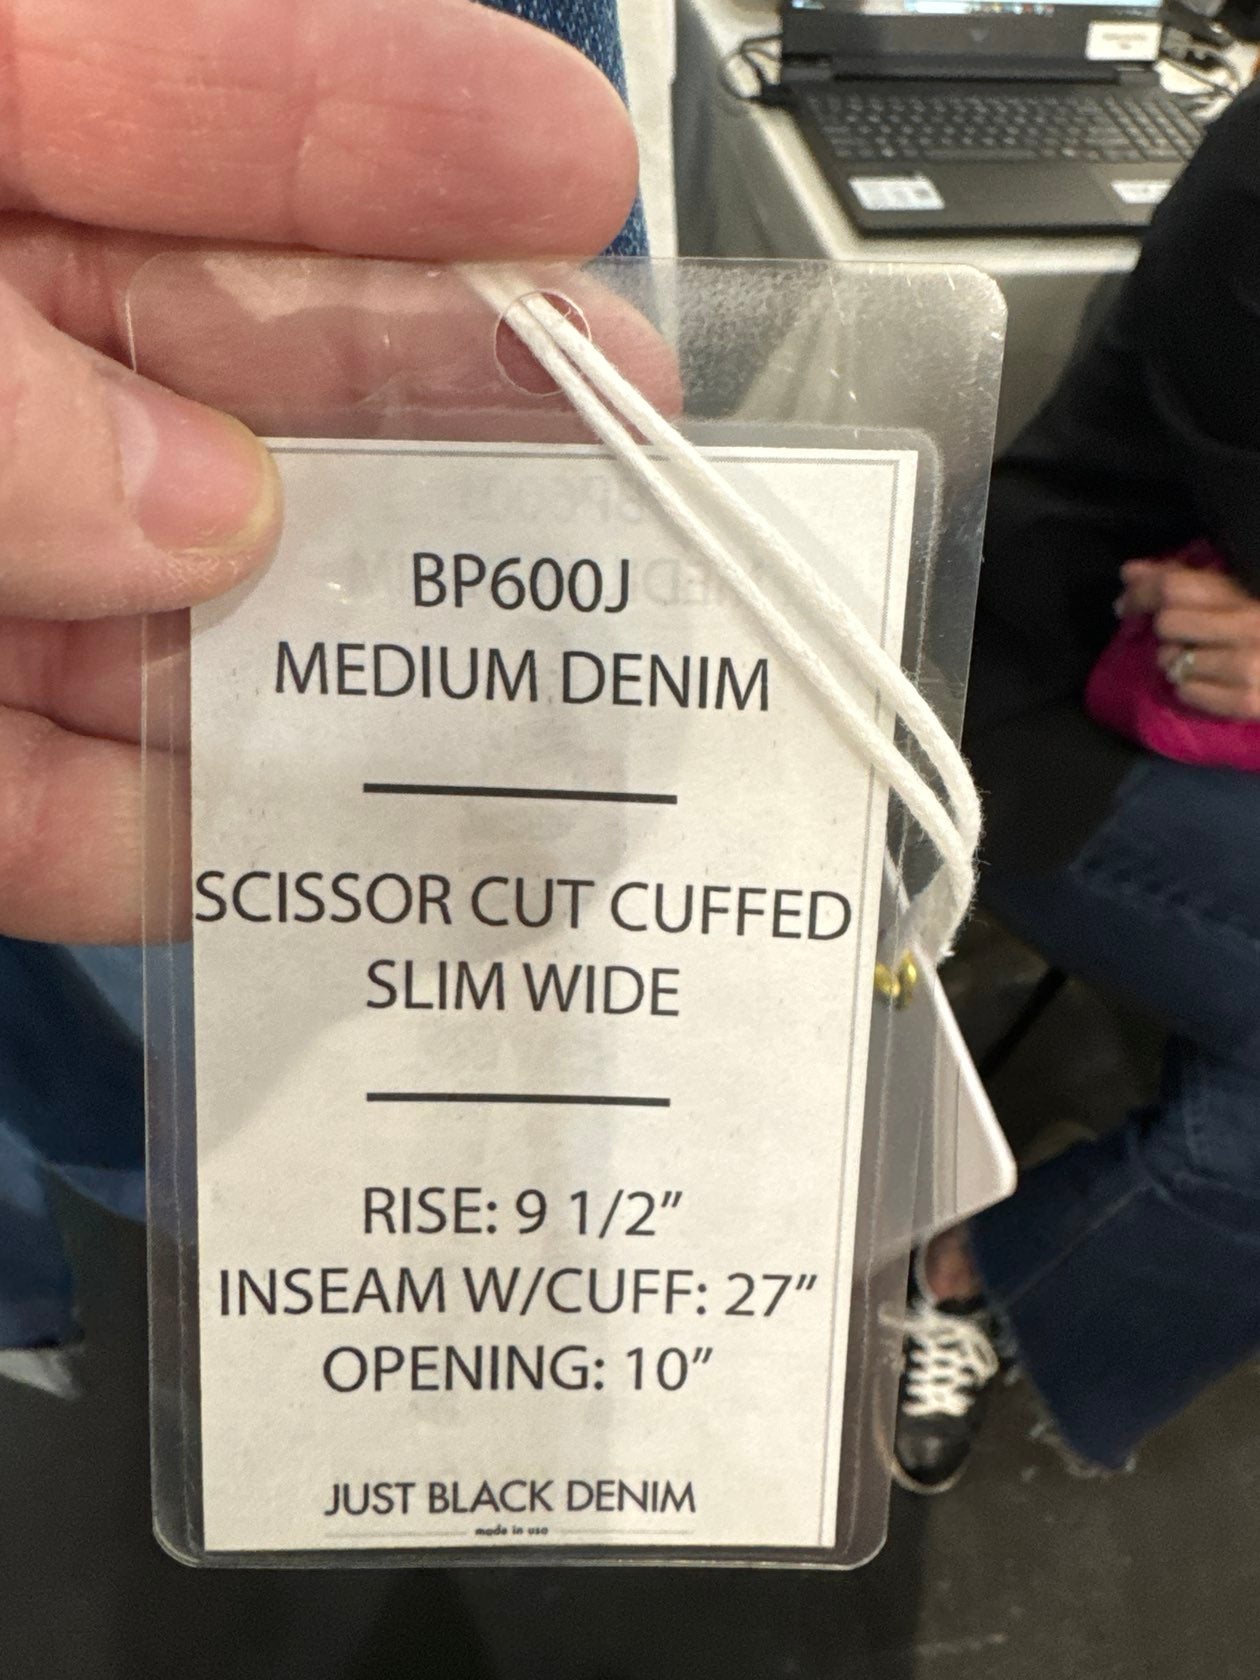 BP600J
MEDIUM DENIM
SCISSOR CUT CUFFED
SLIM WIDE
RISE: 9 1/2"
INSEAM W/CUFF: 27"
OPENING: 10"
JUST BLACK DENIM
made in usa